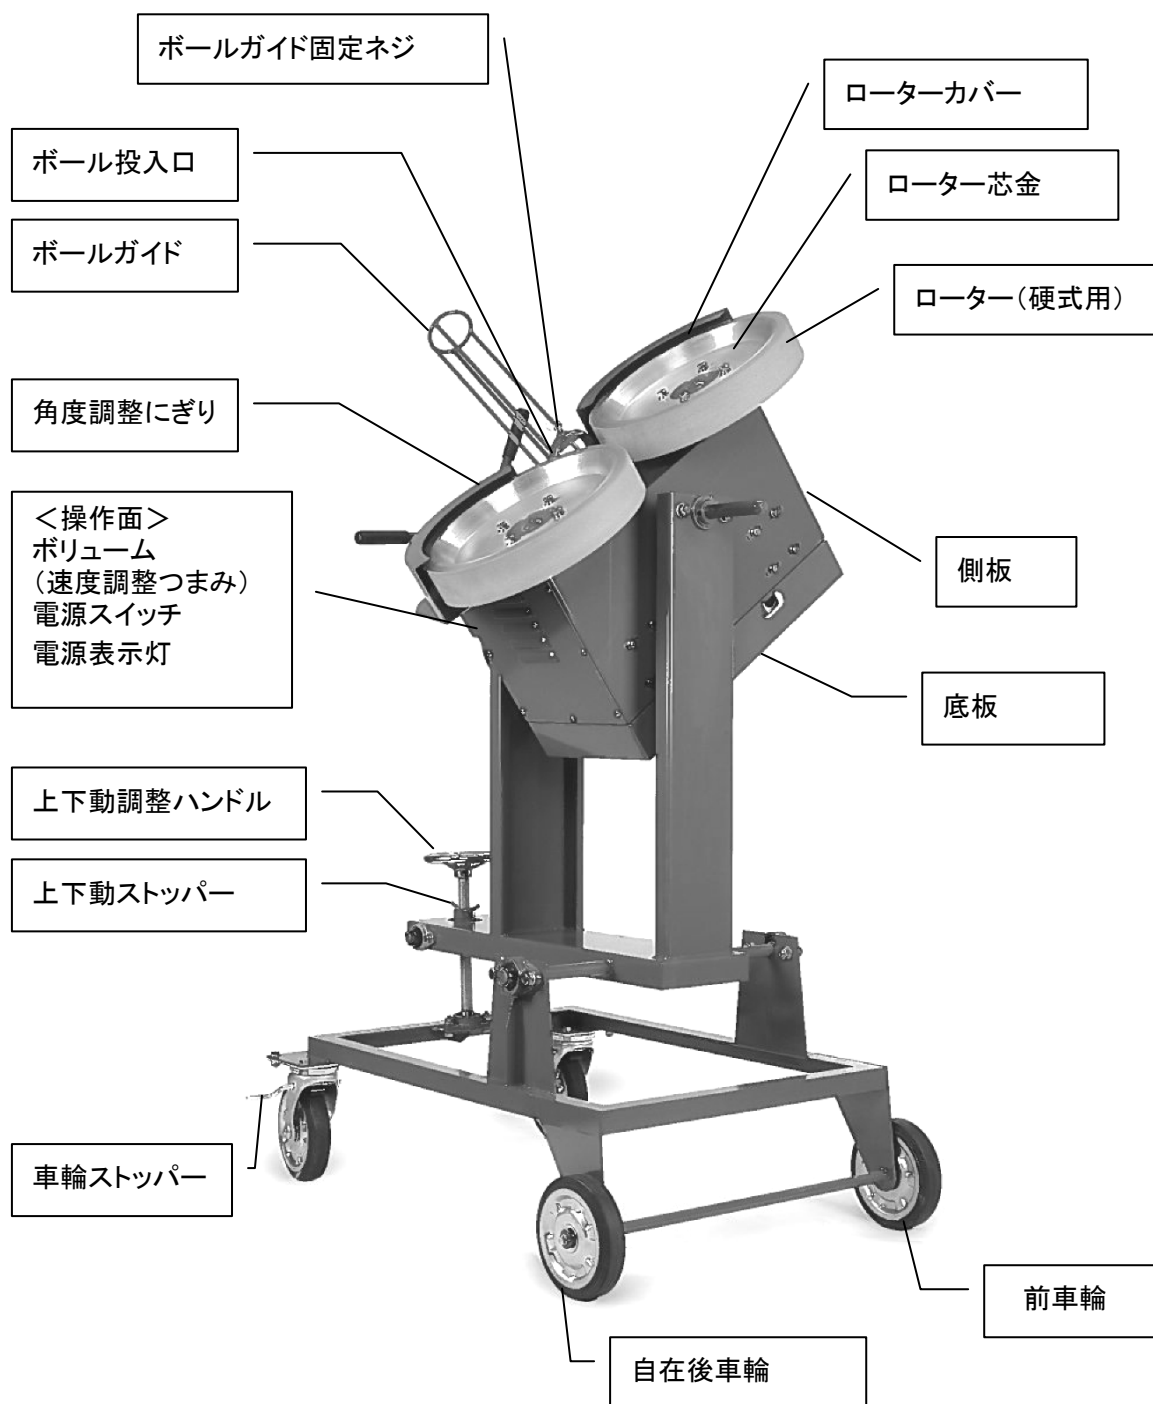 ボールガイド固定ネジ
ローターカバー
ボール投入口
ローター芯金
ボールガイド
ローター（硬式用）
角度調整にぎり
＜操作面＞
ボリューム
（速度調整つまみ）
電源スイッチ
電源表示灯
側板
底板
上下動調整ハンドル
上下動ストッパー
車輪ストッパー
前車輪
自在後車輪